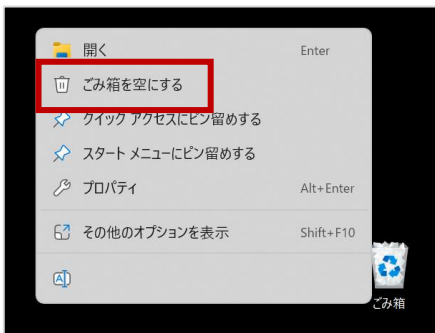 開く Enter
ごみ箱を空にする
クイック アクセスにピン留めする
スタート メニューにピン留めする
プロパティ Alt+Enter
その他のオプションを表示 Shift+F10
A
ごみ箱